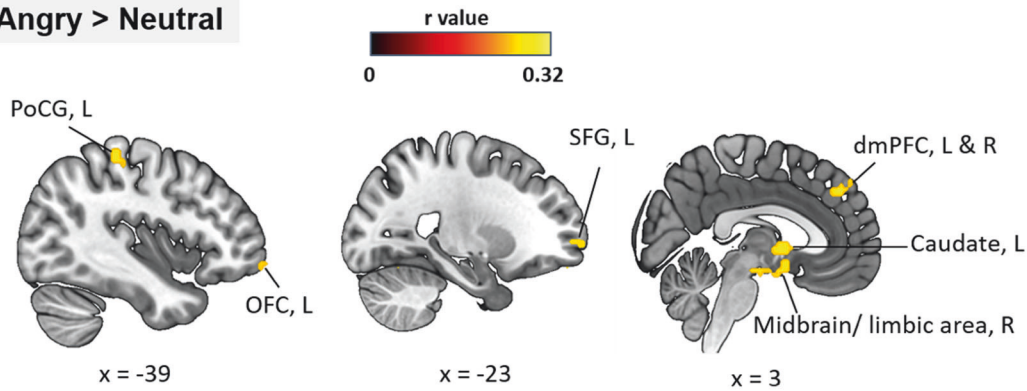 Angry > Neutral
r value
0
0.32
PoCG, L
OFC, L
x = -39
SFG, L
x = -23
dmPFC, L & R
Caudate, L
Midbrain/ limbic area, R
x = 3